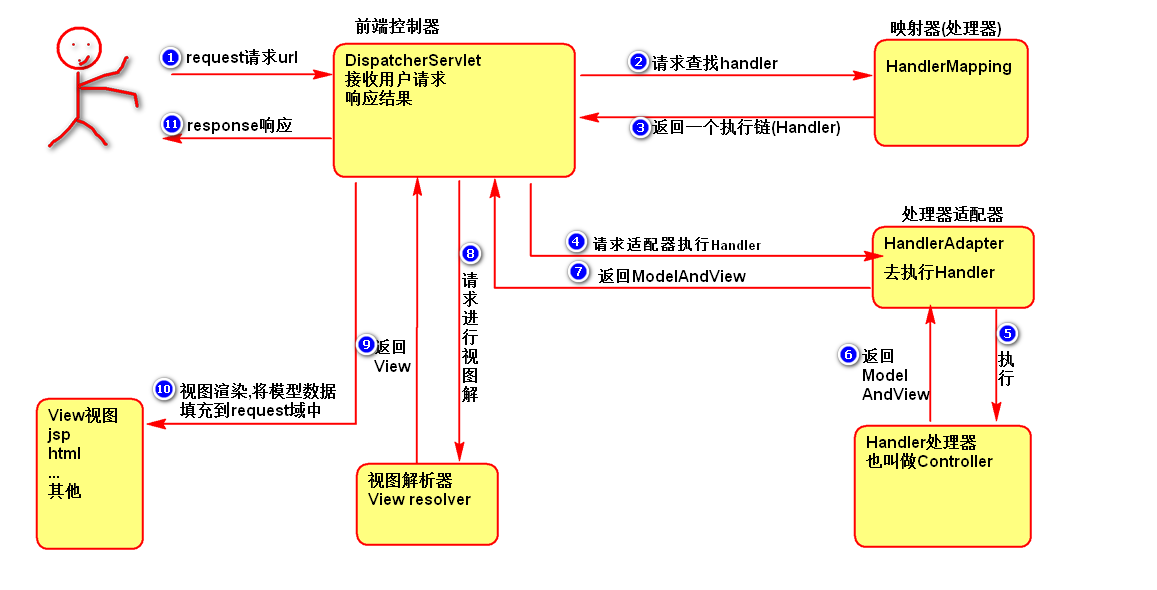 前端控制器
DispatcherServlet
接收用户请求
响应结果
1 request请求url
11 response响应
2 请求查找handler
3 返回一个执行链(Handler)
映射器(处理器)
HandlerMapping
处理器适配器
HandlerAdapter
去执行Handler
4 请求适配器执行Handler
7 返回ModelAndView
5
执
行
6 返回
Model
AndView
Handler处理器
也叫做Controller
8
请
求
进
行
视
图
解
9 返回
View
视图解析器
View resolver
10 视图渲染,将模型数据
填充到request域中
View视图
jsp
html
...
其他